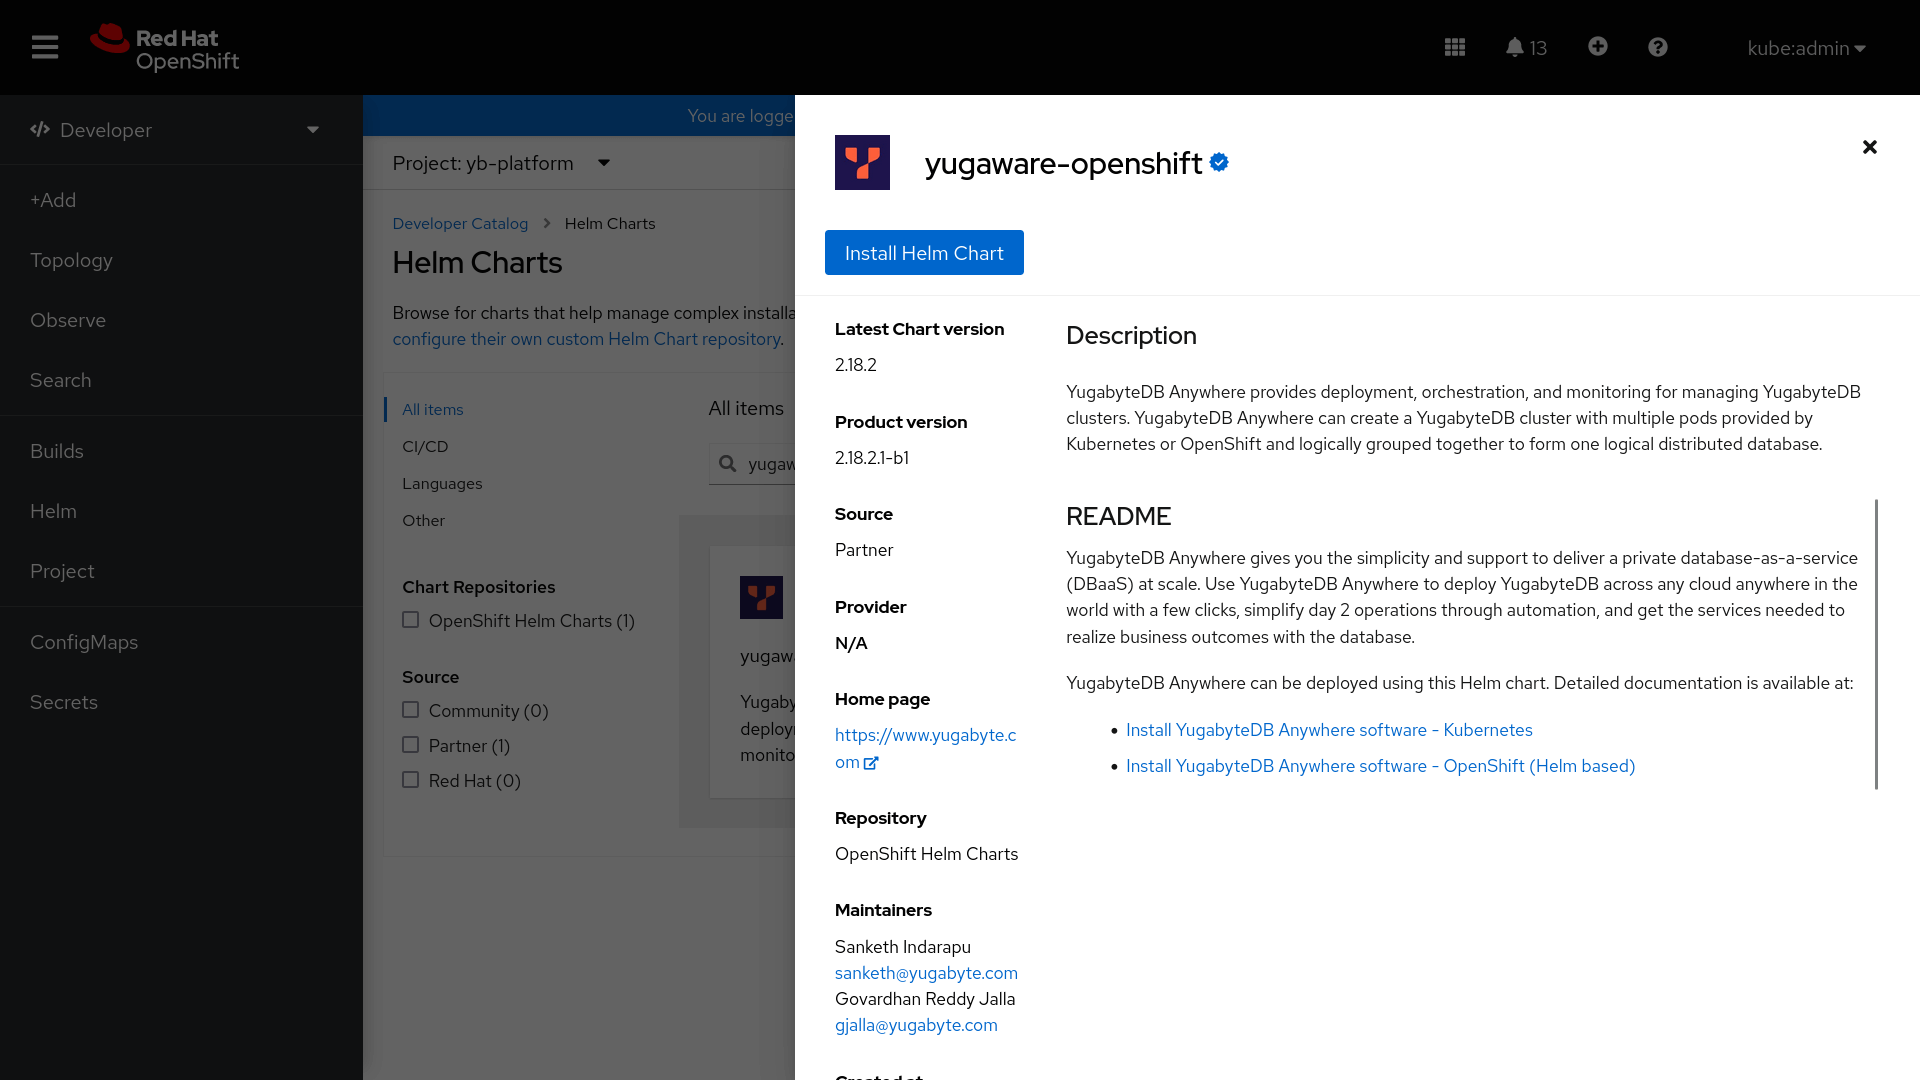 Red Hat
OpenShift
13
kube:admin
Developer
+Add
Topology
Observe
Search
Builds
Helm
Project
ConfigMaps
Secrets
You are logge
Project: yb-platform
Developer Catalog
Helm Charts
Helm Charts
Browse for charts that help manage complex installa
configure their own custom Helm Chart repository.
All items
CI/CD
Languages
Other
Chart Repositories
OpenShift Helm Charts (1)
Source
Community (0)
Partner (1)
Red Hat (0)
All items
yugaw
yugaw
Yugaby
deploy
monito
yugaware-openshift
Install Helm Chart
Latest Chart version
2.18.2
Product version
2.18.2.1-b1
Source
Partner
Provider
N/A
Home page
https://www.yugabyte.c
om
Repository
OpenShift Helm Charts
Maintainers
Sanketh Indarapu
sanketh@yugabyte.com
Govardhan Reddy Jalla
gjalla@yugabyte.com
Created at
Description
YugabyteDB Anywhere provides deployment, orchestration, and monitoring for managing YugabyteDB
clusters. YugabyteDB Anywhere can create a YugabyteDB cluster with multiple pods provided by
Kubernetes or OpenShift and logically grouped together to form one logical distributed database.
README
YugabyteDB Anywhere gives you the simplicity and support to deliver a private database-as-a-service
(DBaaS) at scale. Use YugabyteDB Anywhere to deploy YugabyteDB across any cloud anywhere in the
world with a few clicks, simplify day 2 operations through automation, and get the services needed to
realize business outcomes with the database.
YugabyteDB Anywhere can be deployed using this Helm chart. Detailed documentation is available at:
• Install YugabyteDB Anywhere software - Kubernetes
• Install YugabyteDB Anywhere software - OpenShift (Helm based)